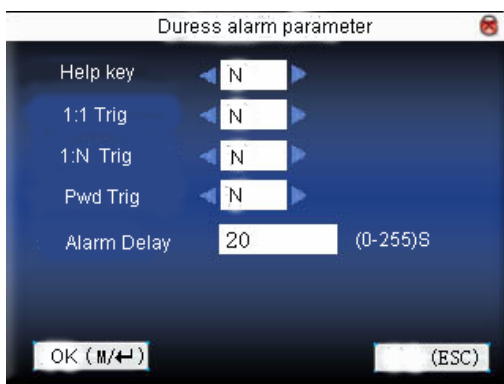 Duress alarm parameter
Help key N
1:1 Trig N
1:N Trig N
Pwd Trig N
Alarm Delay 20 (0-255)S
OK (M/↵) (ESC)